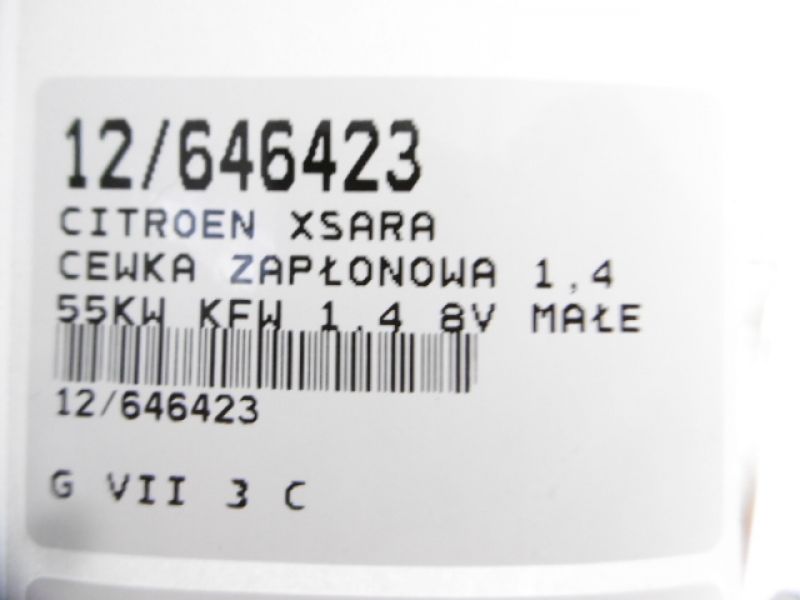 12/646423
CITROEN XSARA
CEWKA ZAPŁONOWA 1,4
55KW KFW 1.4 8V MAŁE
12/646423
G VII 3 C